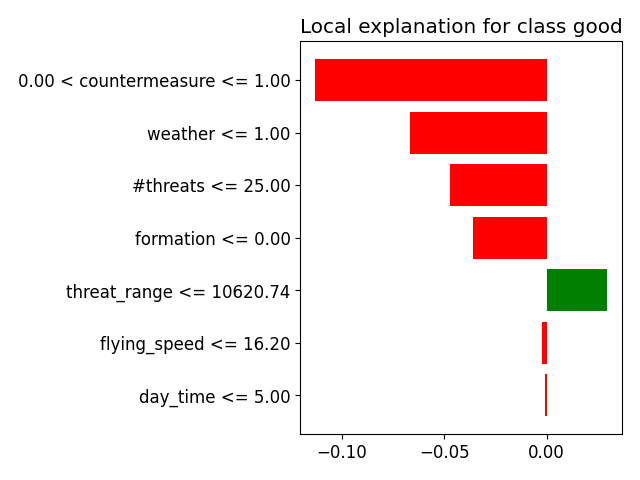 Local explanation for class good
0.00 < countermeasure <= 1.00
weather <= 1.00
#threats <= 25.00
formation <= 0.00
threat_range <= 10620.74
flying_speed <= 16.20
day_time <= 5.00
−0.10 −0.05 0.00